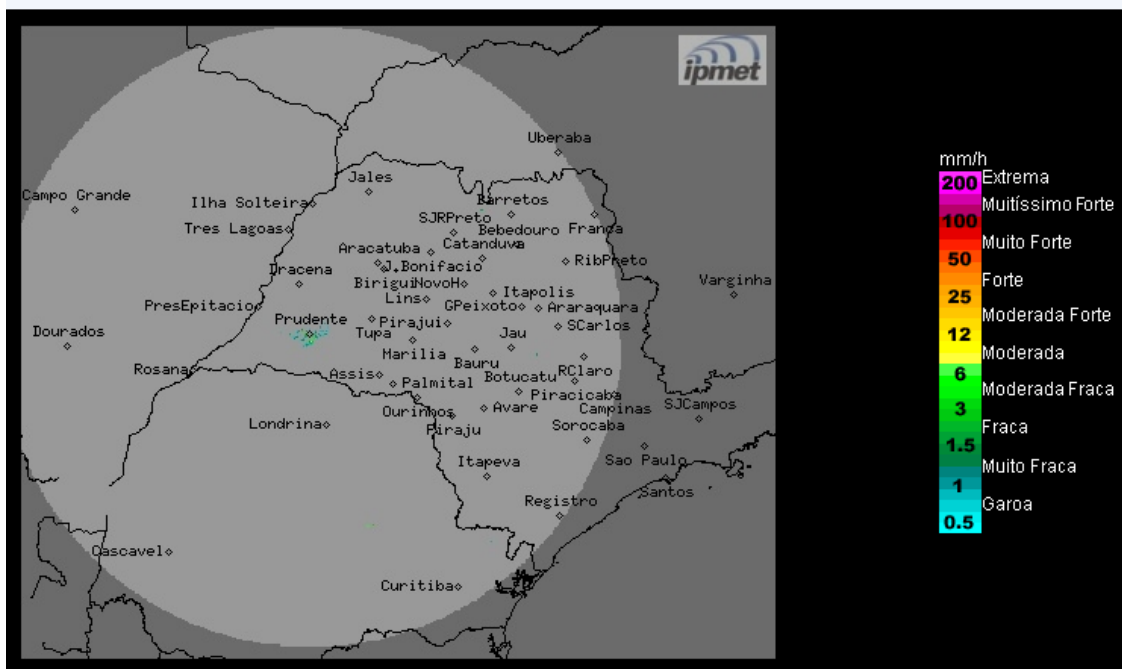 ipmet
Uberaba
Campo Grande
Jales
Ilha Solteira
Barretos
SJRPreto
Tres Lagoas
Bebedouro
Franca
Aracatuba
Catanduva
Dracena
J.Bonifacio
RibPreto
Varginha
Birigui
NovoH
Itapolis
PresEpitacio
Lins
GPeixoto
Araraquara
Prudente
Pirajui
SCarlos
Dourados
Tupa
Jau
Marilia
Bauru
Rosana
Assis
Botucatu
RClaro
Palmital
Piracicaba
Ourinhos
Avare
Campinas
SJCampos
Londrina
Piraju
Sorocaba
Itapeva
Sao Paulo
Registro
Santos
Cascavel
Curitiba
mm/h
200 Extrema
Muitíssimo Forte
100
Muito Forte
50
Forte
25
Moderada Forte
12
Moderada
6
Moderada Fraca
3
Fraca
1.5
Muito Fraca
1
Garoa
0.5